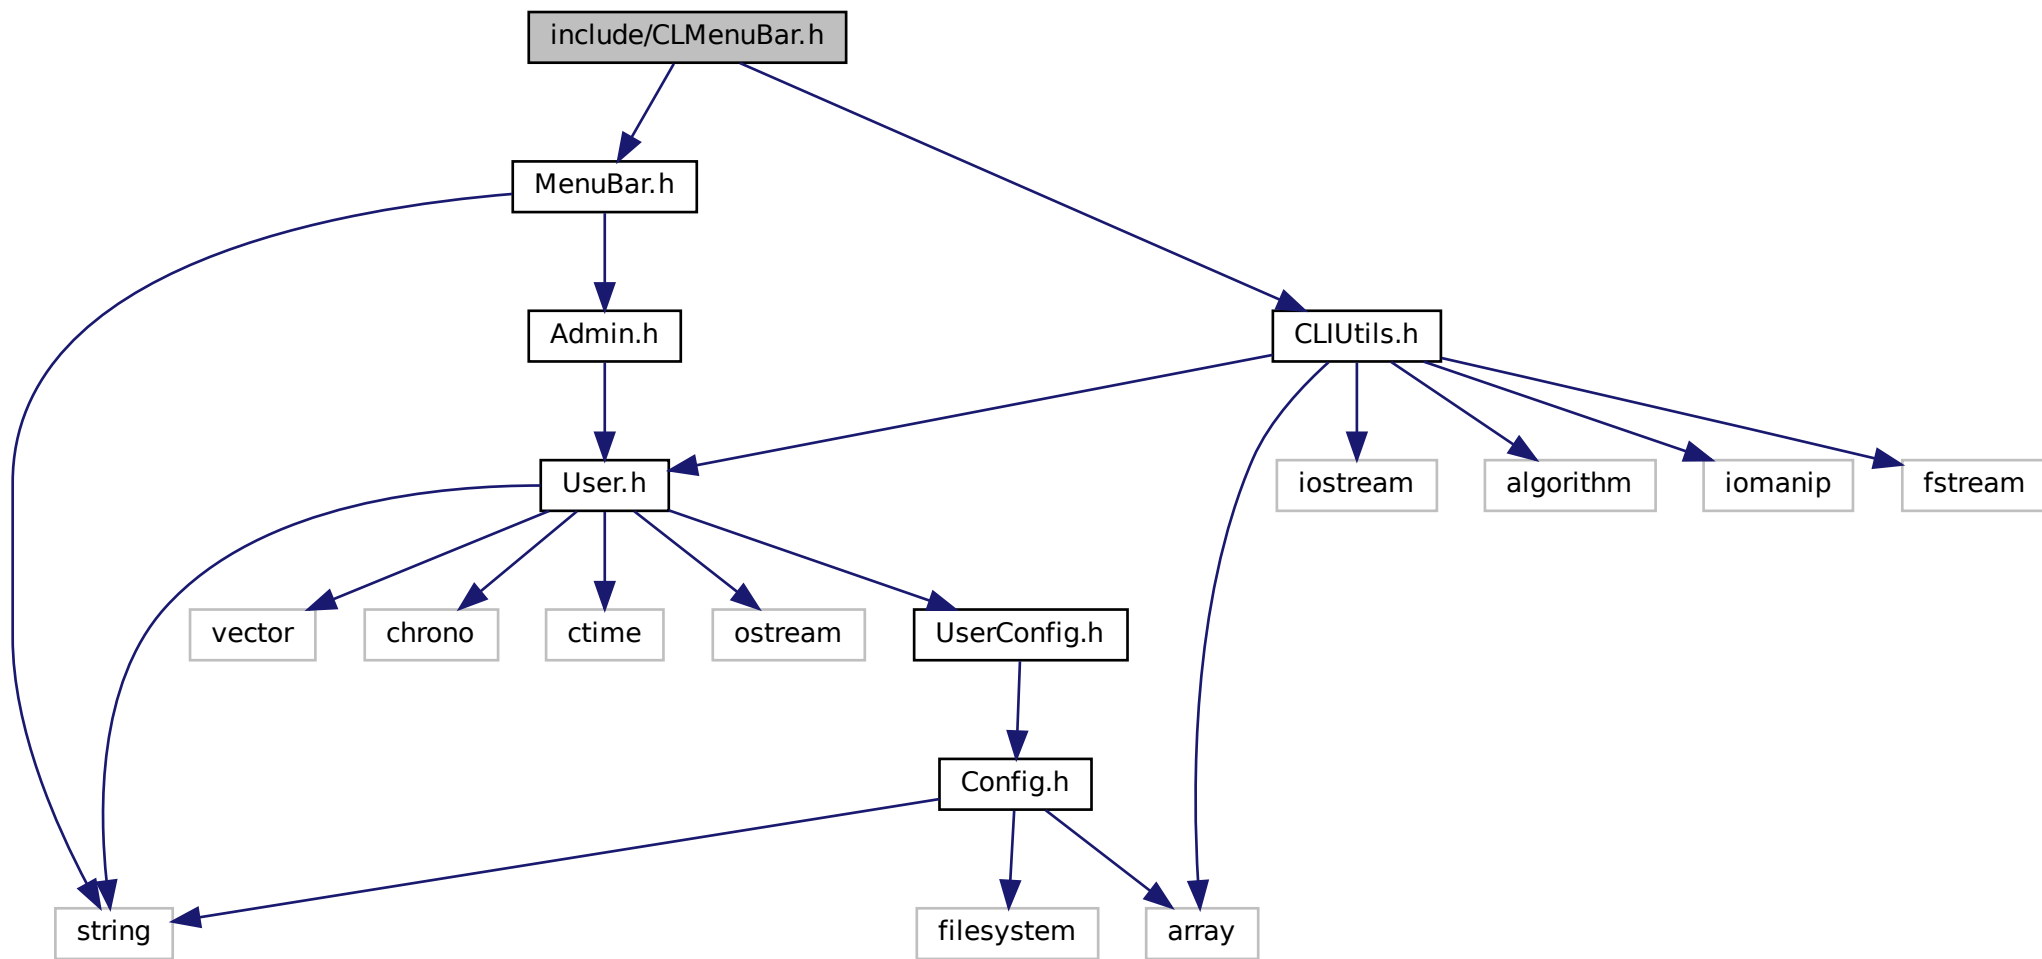 include/CLMenuBar.h
MenuBar.h
Admin.h
CLIUtils.h
User.h
iostream
algorithm
iomanip
fstream
vector
chrono
ctime
ostream
UserConfig.h
Config.h
string
filesystem
array